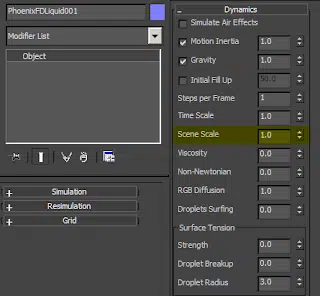 PhoenixFDLiquid001
Modifier List
Object
+ Simulation
+ Resimulation
+ Grid
- Dynamics
Simulate Air Effects
Motion Inertia 1.0
Gravity 1.0
Initial Fill Up 50.0
Steps per Frame 1
Time Scale 1.0
Scene Scale 1.0
Viscosity 0.0
Non-Newtonian 0.0
RGB Diffusion 1.0
Droplets Surfing 0.0
Surface Tension
Strength 0.0
Droplet Breakup 0.0
Droplet Radius 3.0